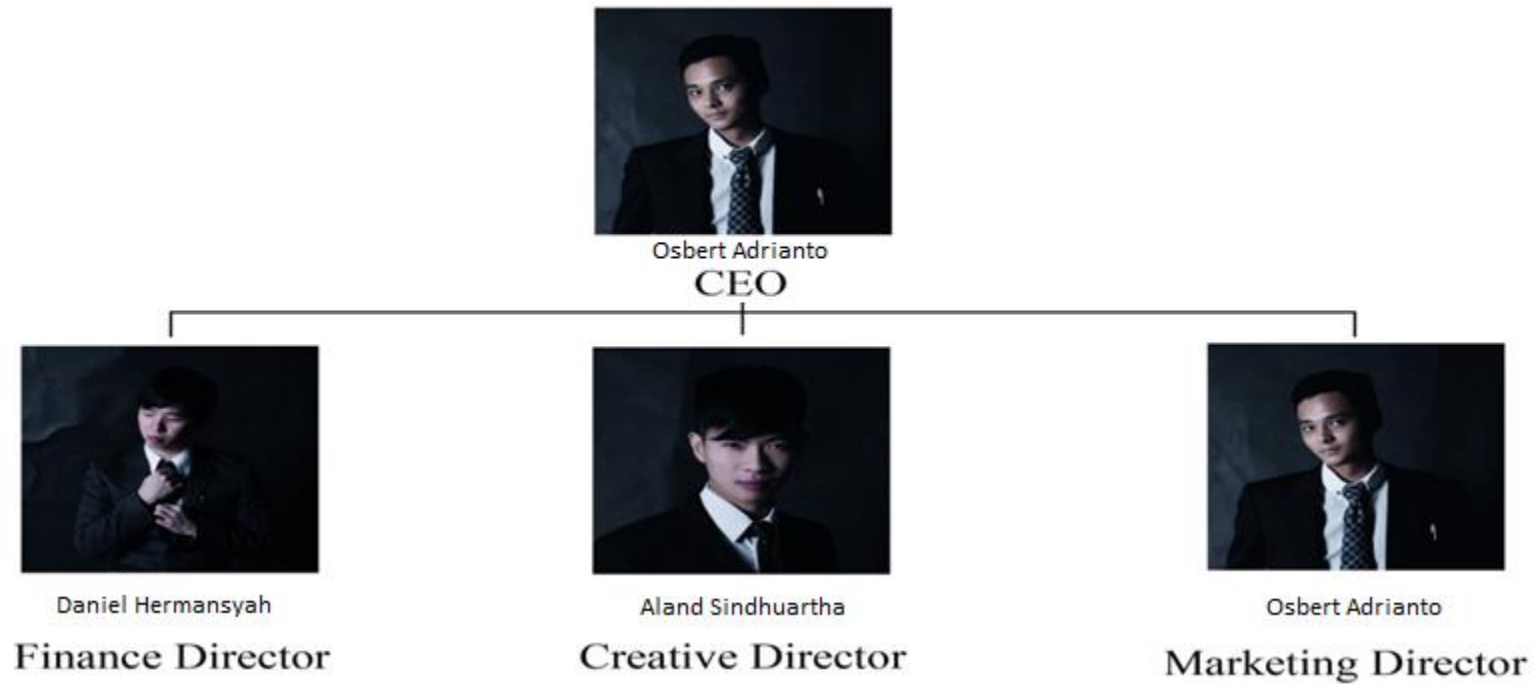 Osbert Adrianto
CEO
Daniel Hermansyah
Aland Sindhuartha
Osbert Adrianto
Finance Director
Creative Director
Marketing Director